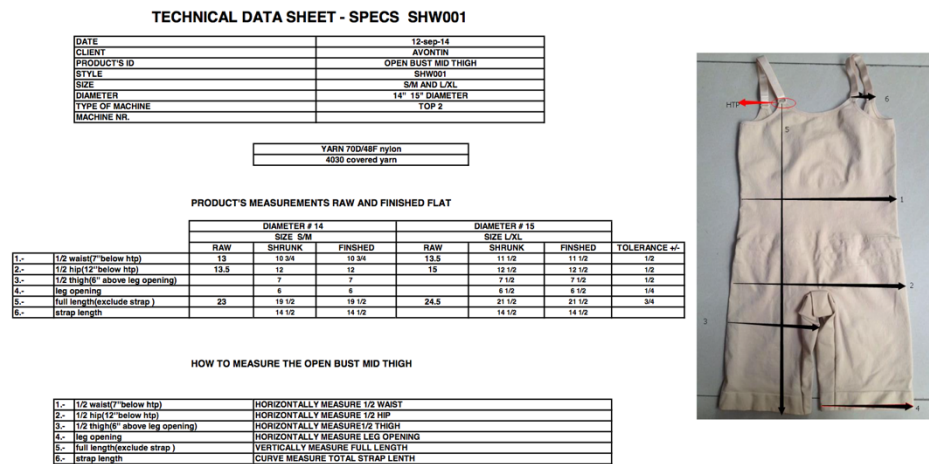 TECHNICAL DATA SHEET - SPECS SHW001
DATE 12-sep-14
CLIENT AVONTIN
PRODUCT'S ID OPEN BUST MID THIGH
STYLE SHW001
SIZE S/M AND L/XL
DIAMETER 14" 15" DIAMETER
TYPE OF MACHINE TOP 2
MACHINE NR.
YARN 70D/48F nylon
4030 covered yarn
PRODUCT'S MEASUREMENTS RAW AND FINISHED FLAT
DIAMETER # 14 DIAMETER # 15
SIZE S/M SIZE L/XL
RAW SHRUNK FINSHED RAW SHRUNK FINSHED TOLERANCE +/-
1.- 1/2 waist(7"below htp) 13 10 3/4 10 3/4 13.5 11 1/2 11 1/2 1/2
2.- 1/2 hip(12"below htp) 13.5 12 12 15 12 1/2 12 1/2 1/2
3.- 1/2 thigh(6" above leg opening) 7 7 7 1/2 7 1/2 1/2
4.- leg opening 6 6 6 1/2 6 1/2 1/4
5.- full length(exclude strap ) 23 19 1/2 19 1/2 24.5 21 1/2 21 1/2 3/4
6.- strap length 14 1/2 14 1/2 14 1/2 14 1/2
HOW TO MEASURE THE OPEN BUST MID THIGH
1.- 1/2 waist(7"below htp) HORIZONTALLY MEASURE 1/2 WAIST
2.- 1/2 hip(12"below htp) HORIZONTALLY MEASURE 1/2 HIP
3.- 1/2 thigh(6" above leg opening) HORIZONTALLY MEASURE1/2 THIGH
4.- leg opening HORIZONTALLY MEASURE LEG OPENING
5.- full length(exclude strap ) VERTICALLY MEASURE FULL LENGTH
6.- strap length CURVE MEASURE TOTAL STRAP LENTH
HTP
6
5
1
2
3
4